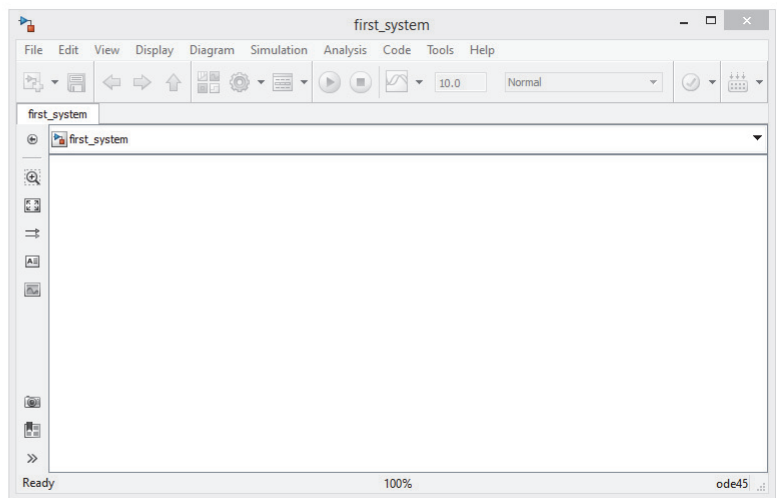 first_system
File Edit View Display Diagram Simulation Analysis Code Tools Help
10.0 Normal
first_system
first_system
Ready 100% ode45